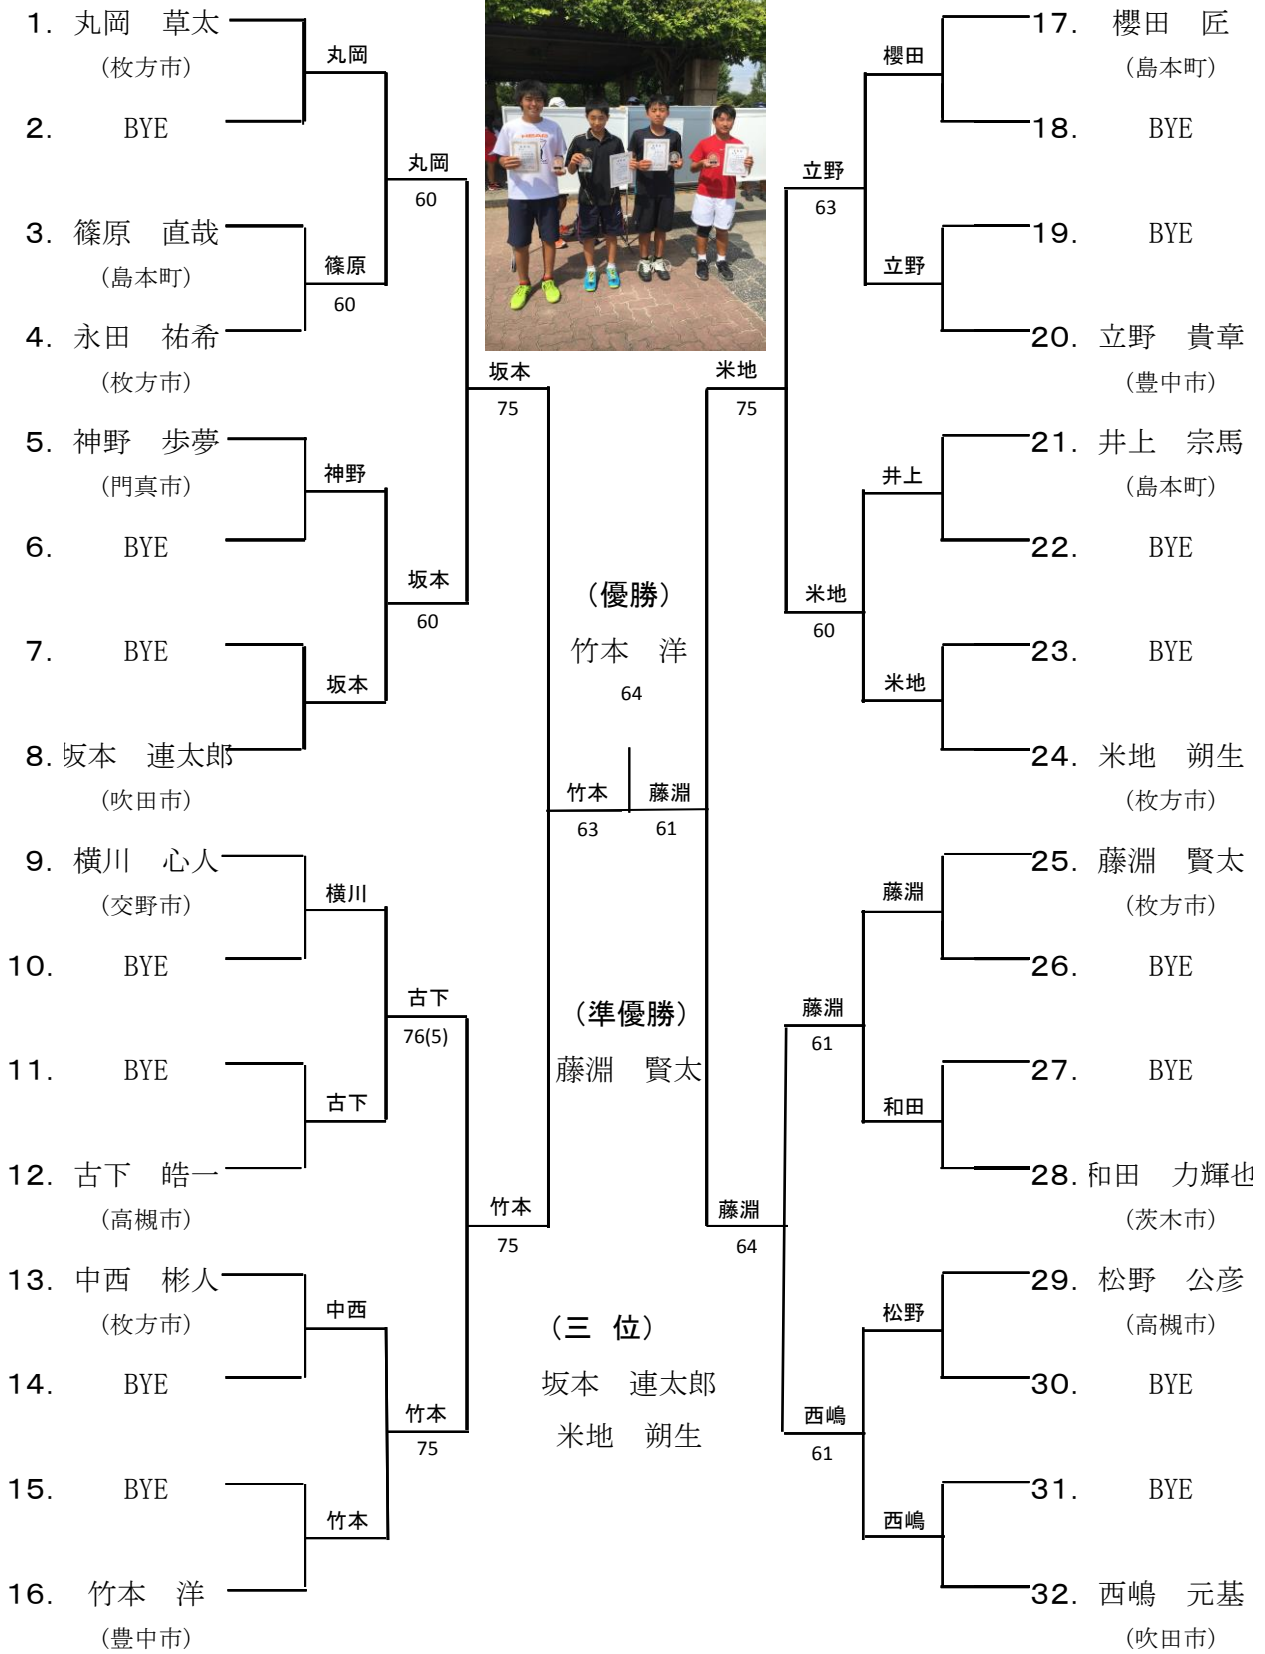 1. 丸岡　草太
(枚方市)
2. BYE
3. 篠原　直哉
(島本町)
4. 永田　祐希
(枚方市)
5. 神野　歩夢
(門真市)
6. BYE
7. BYE
8. 坂本　連太郎
(吹田市)
9. 横川　心人
(交野市)
10. BYE
11. BYE
12. 古下　皓一
(高槻市)
13. 中西　彬人
(枚方市)
14. BYE
15. BYE
16. 竹本　洋
(豊中市)
丸岡
篠原
60
神野
坂本
横川
古下
中西
竹本
丸岡
60
坂本
60
古下
76(5)
竹本
75
坂本
75
竹本
75
(優勝)
竹本　洋
64
竹本
63
藤淵
61
(準優勝)
藤淵　賢太
(三 位)
坂本　連太郎
米地　朔生
米地
75
藤淵
64
立野
63
米地
60
藤淵
61
西嶋
61
櫻田
立野
井上
米地
藤淵
和田
松野
西嶋
17. 櫻田　匠
(島本町)
18. BYE
19. BYE
20. 立野　貴章
(豊中市)
21. 井上　宗馬
(島本町)
22. BYE
23. BYE
24. 米地　朔生
(枚方市)
25. 藤淵　賢太
(枚方市)
26. BYE
27. BYE
28. 和田　力輝也
(茨木市)
29. 松野　公彦
(高槻市)
30. BYE
31. BYE
32. 西嶋　元基
(吹田市)